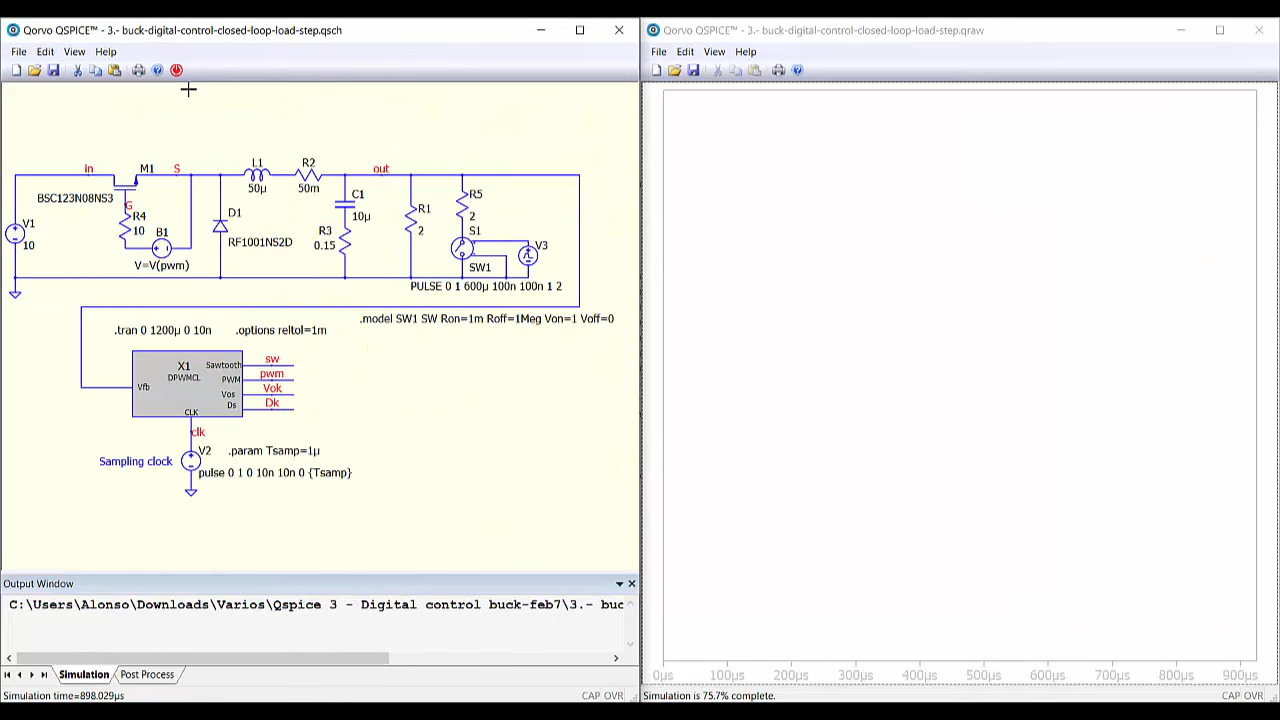 Qorvo QSPICE™ - 3.- buck-digital-control-closed-loop-load-step.qsch
File Edit View Help
in
M1
S
L1
R2
out
BSC123N08NS3
50µ
50m
C1
R5
G
R4
10
10µ
R1
2
2
V1
10
B1
D1
R3
0.15
S1
V3
RF1001NS2D
V=V(pwm)
SW1
PULSE 0 1 600µ 100n 100n 1 2
.model SW1 SW Ron=1m Roff=1Meg Von=1 Voff=0
.tran 0 1200µ 0 10n
.options reltol=1m
X1
DPWMCL
Sawtooth
sw
PWM
pwm
Vfb
Vos
Vok
Ds
Dk
CLK
clk
V2
.param Tsamp=1µ
Sampling clock
pulse 0 1 0 10n 10n 0 {Tsamp}
Output Window
C:\Users\Alonso\Downloads\Varios\Qspice 3 - Digital control buck-feb7\3.- buc
Simulation Post Process
Simulation time=898.029µs
CAP OVR
Qorvo QSPICE™ - 3.- buck-digital-control-closed-loop-load-step.qraw
File Edit View Help
0µs 100µs 200µs 300µs 400µs 500µs 600µs 700µs 800µs 900µs
Simulation is 75.7% complete.
CAP OVR